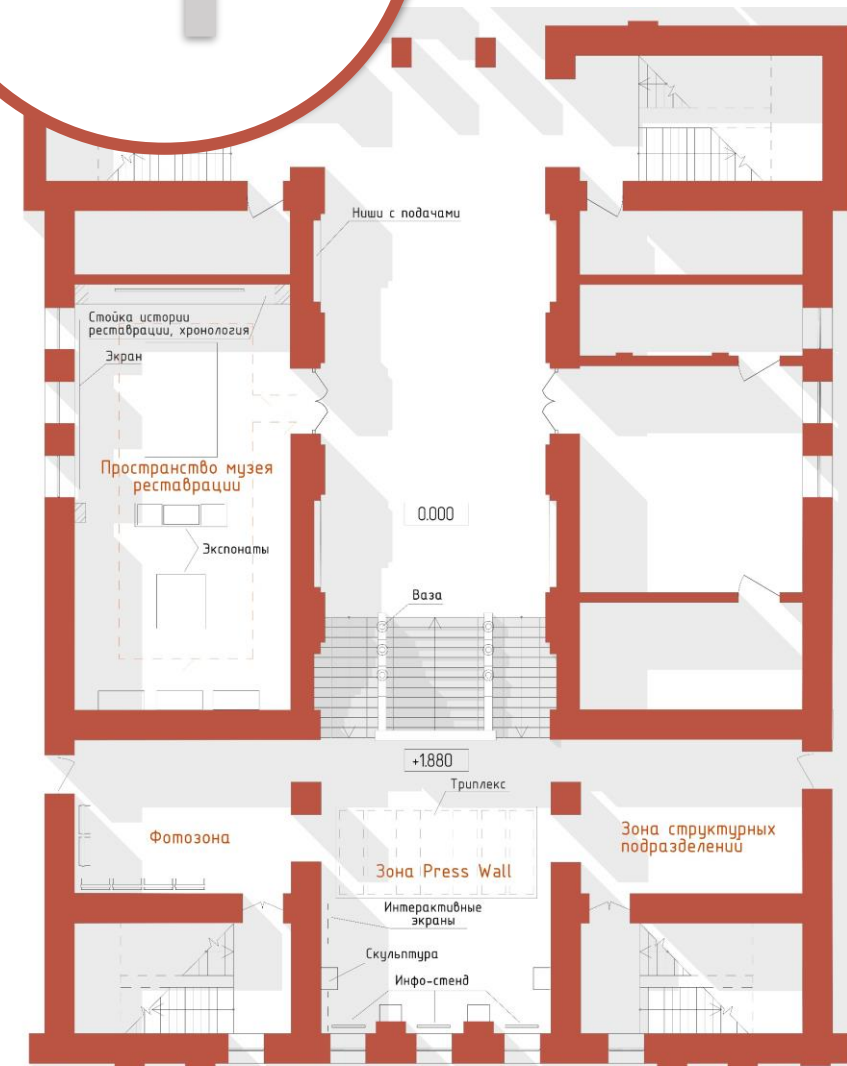 Ниши с подачами
Стойка истории
реставрации, хронология
Экран
Пространство музея
реставрации
Экспонаты
0.000
Ваза
+1.880
Триплекс
Фотозона
Зона Press Wall
Зона структурных
подразделении
Интерактивные
экраны
Скульптура
Инфо-стенд